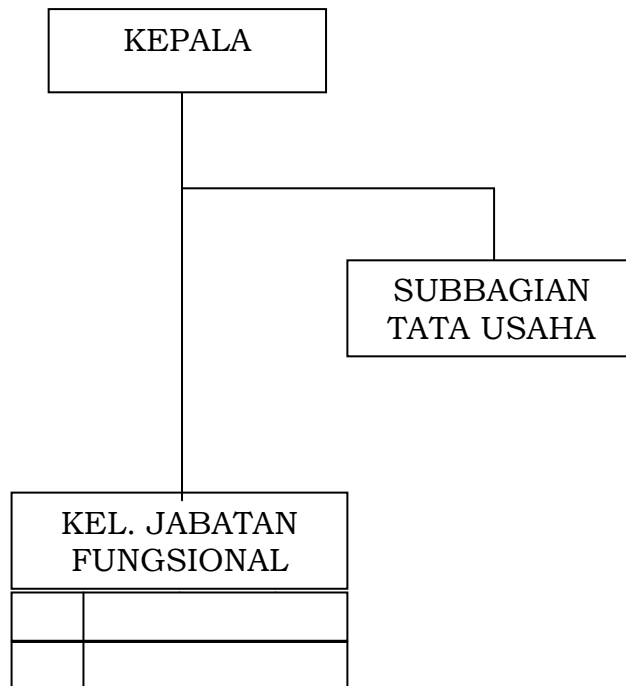 KEPALA
SUBBAGIAN
TATA USAHA
KEL. JABATAN
FUNGSIONAL